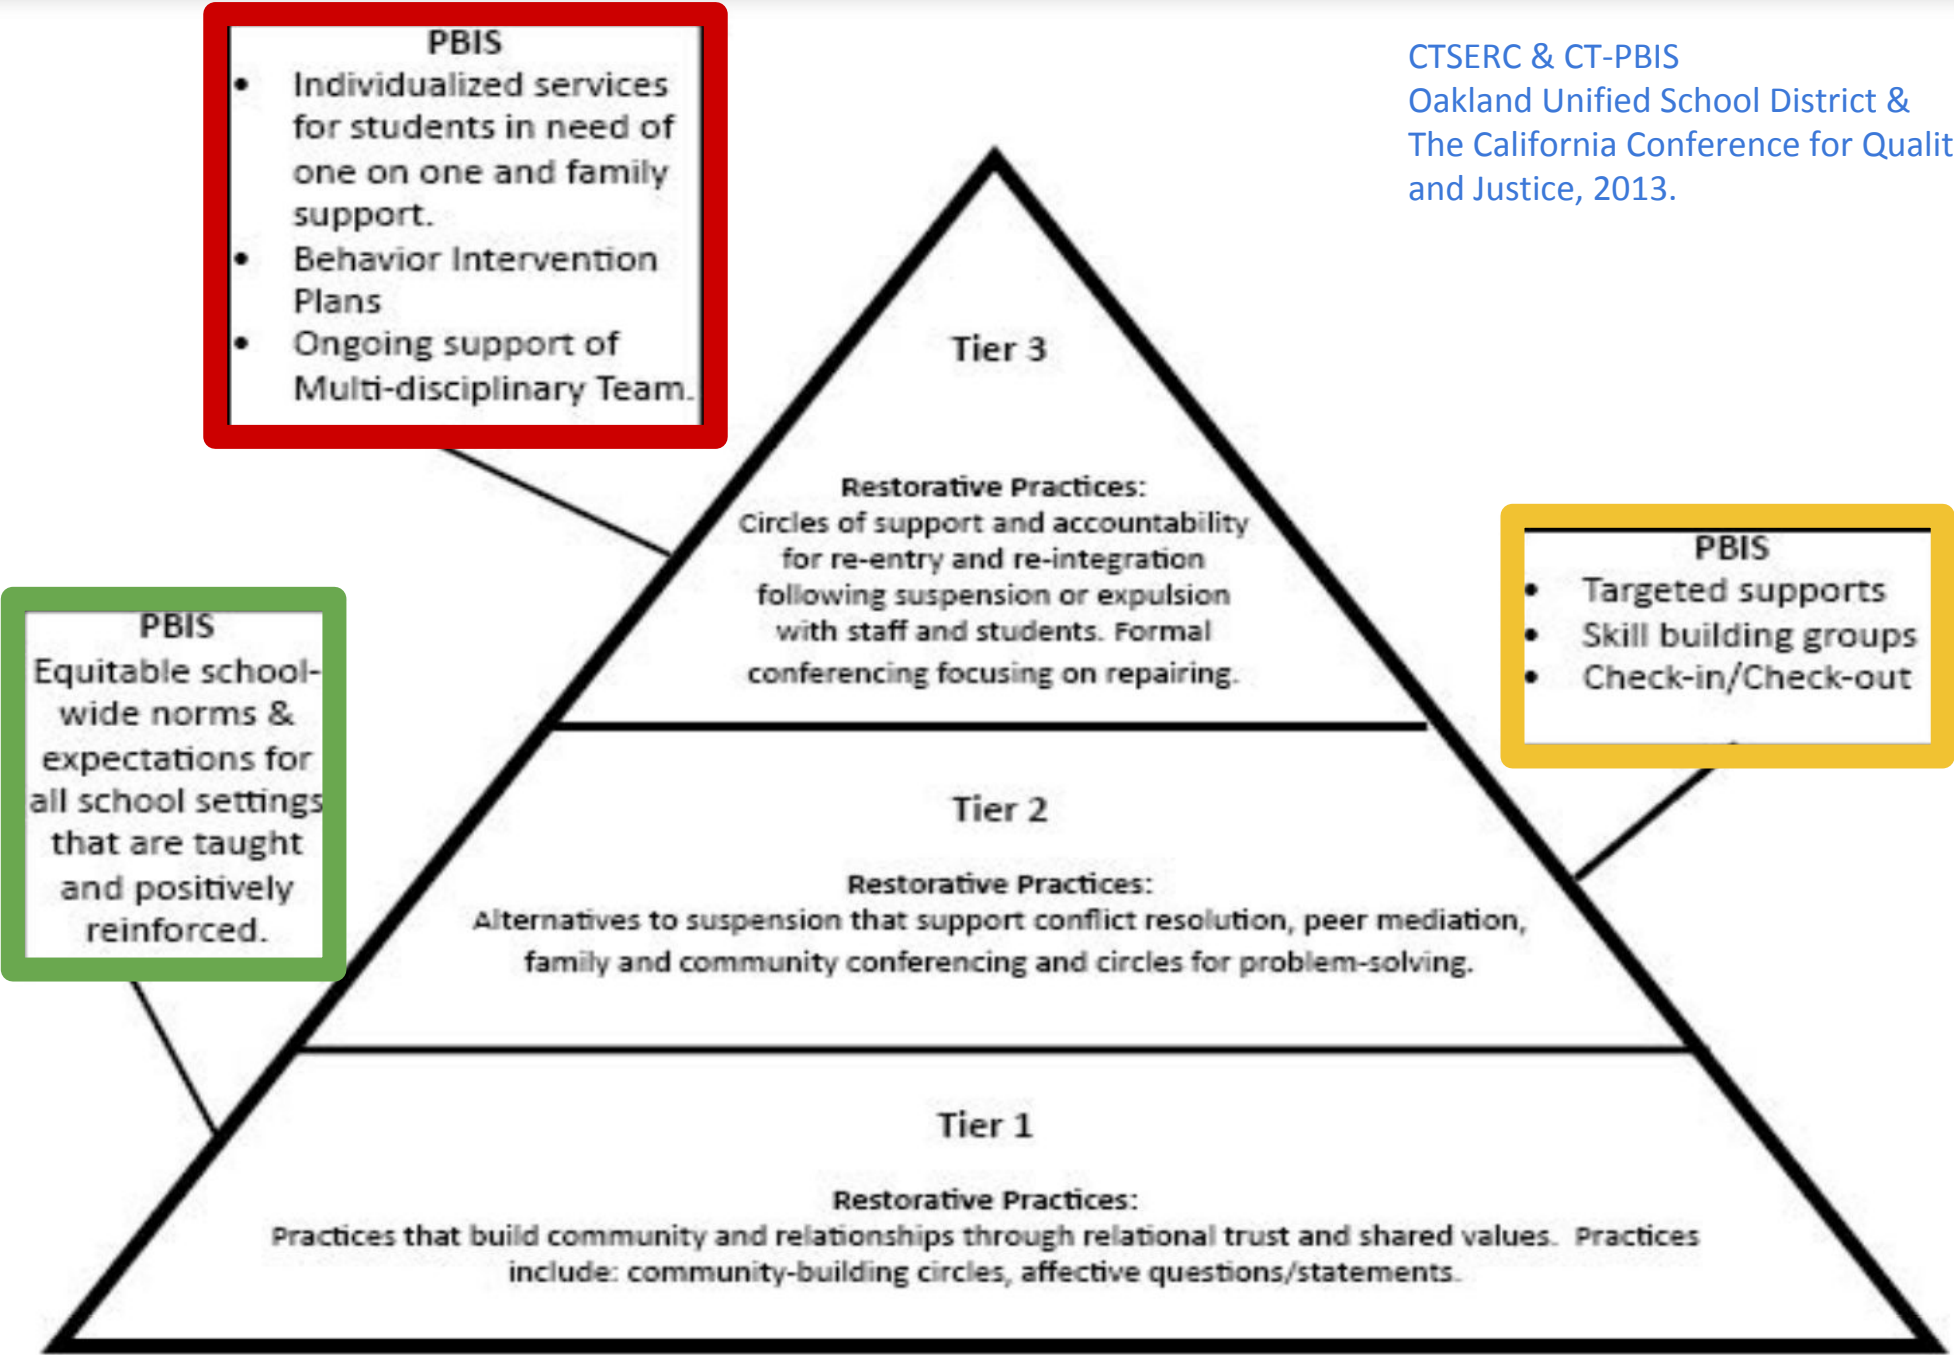 PBIS
• Individualized services
for students in need of
one on one and family
support.
• Behavior Intervention
Plans
• Ongoing support of
Multi-disciplinary Team.
CTSERC & CT-PBIS
Oakland Unified School District &
The California Conference for Qualit
and Justice, 2013.
Tier 3
Restorative Practices:
Circles of support and accountability
for re-entry and re-integration
following suspension or expulsion
with staff and students. Formal
conferencing focusing on repairing.
PBIS
• Targeted supports
• Skill building groups
• Check-in/Check-out
PBIS
Equitable school-
wide norms &
expectations for
all school settings
that are taught
and positively
reinforced.
Tier 2
Restorative Practices:
Alternatives to suspension that support conflict resolution, peer mediation,
family and community conferencing and circles for problem-solving.
Tier 1
Restorative Practices:
Practices that build community and relationships through relational trust and shared values. Practices
include: community-building circles, affective questions/statements.